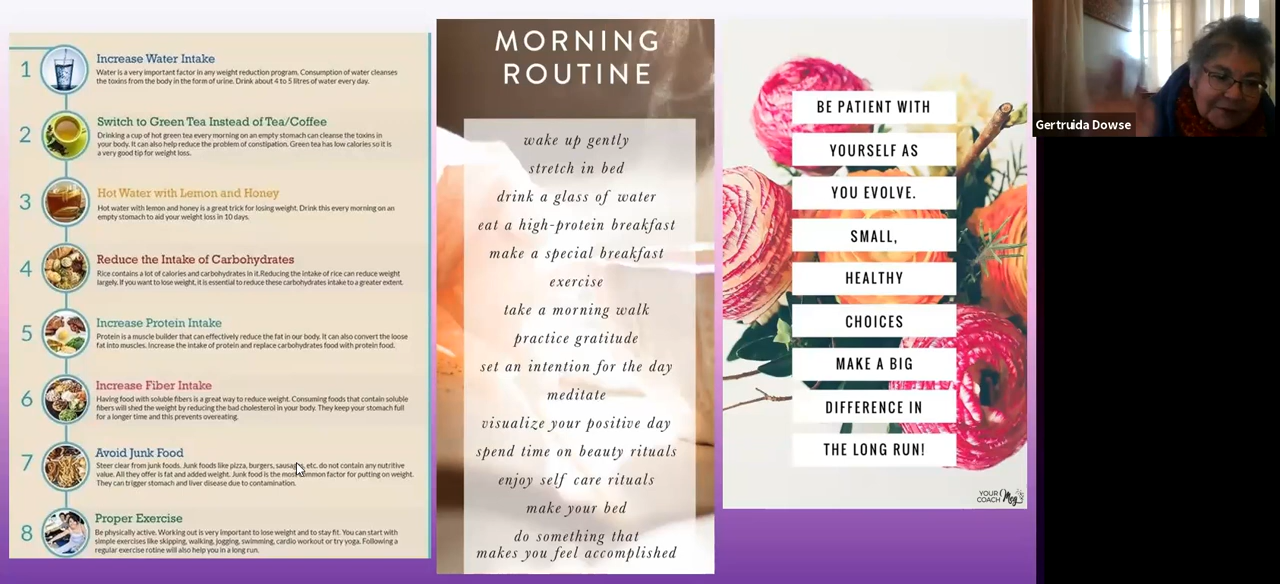 1
Increase Water Intake
Water is a very important factor in any weight reduction program. Consumption of water cleanses
the toxins from the body in the form of urine. Drink about 4 to 5 litres of water every day.
2
Switch to Green Tea Instead of Tea/Coffee
Drinking a cup of hot green tea every morning on an empty stomach can cleanse the toxins in
your body. It can also help reduce the problem of constipation. Green tea has low calories so it is
a very good tip for weight loss.
3
Hot Water with Lemon and Honey
Hot water with lemon and honey is a great trick for losing weight. Drink this every morning on an
empty stomach to aid your weight loss in 10 days.
4
Reduce the Intake of Carbohydrates
Rice contains a lot of calories and carbohydrates in it.Reducing the intake of rice can reduce weight
largely. If you want to lose weight, it is essential to reduce these carbohydrates intake to a greater extent.
5
Increase Protein Intake
Protein is a muscle builder that can effectively reduce the fat in our body. It can also convert the loose
fat into muscles. Increase the intake of protein and replace carbohydrates food with protein food.
6
Increase Fiber Intake
Having food with soluble fibers is a great way to reduce weight. Consuming foods that contain soluble
fibers will shed the weight by reducing the bad cholesterol in your body. They keep your stomach full
for a longer time and this prevents overeating.
7
Avoid Junk Food
Steer clear from junk foods. Junk foods like pizza, burgers, etc. do not contain any nutritive
value. All they offer is fat and added weight. Junk food is the most common factor for putting on weight.
They can trigger stomach and liver disease due to contamination.
8
Proper Exercise
Be physically active. Working out is very important to lose weight and to stay fit. You can start with
simple exercises like skipping, walking, jogging, swimming, cardio workout or try yoga. Following a
regular exercise rotine will also help you in a long run.
MORNING
ROUTINE
wake up gently
stretch in bed
drink a glass of water
eat a high-protein breakfast
make a special breakfast
exercise
take a morning walk
practice gratitude
set an intention for the day
meditate
visualize your positive day
spend time on beauty rituals
enjoy self care rituals
make your bed
do something that
makes you feel accomplished
BE PATIENT WITH
YOURSELF AS
YOU EVOLVE.
SMALL,
HEALTHY
CHOICES
MAKE A BIG
DIFFERENCE IN
THE LONG RUN!
YOUR
COACH Meg
Gertruida Dowse